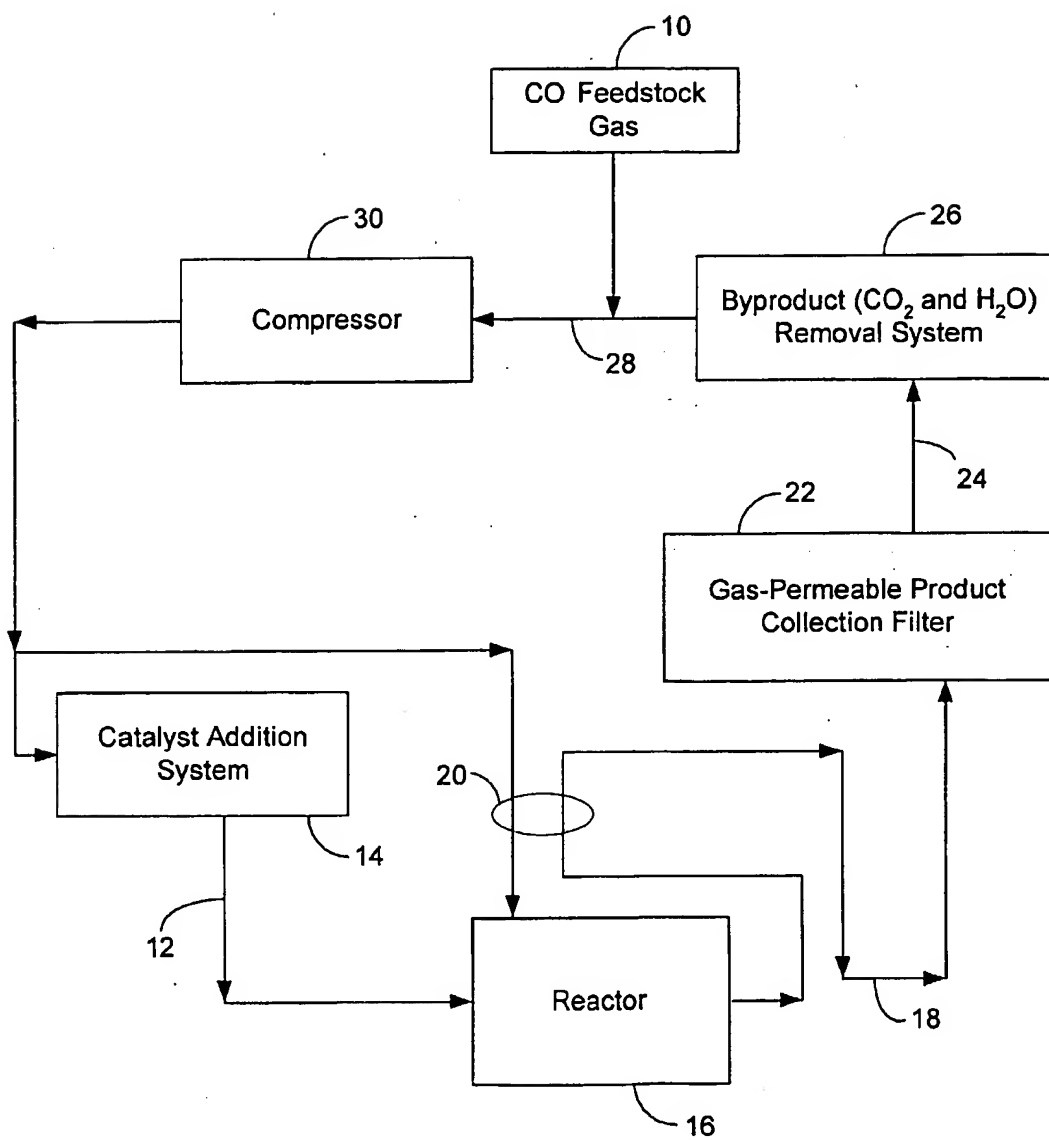 10
CO Feedstock
Gas
30
26
Compressor
Byproduct (CO₂ and H₂O)
Removal System
28
24
22
Gas-Permeable Product
Collection Filter
Catalyst Addition
System
20
14
12
Reactor
18
16